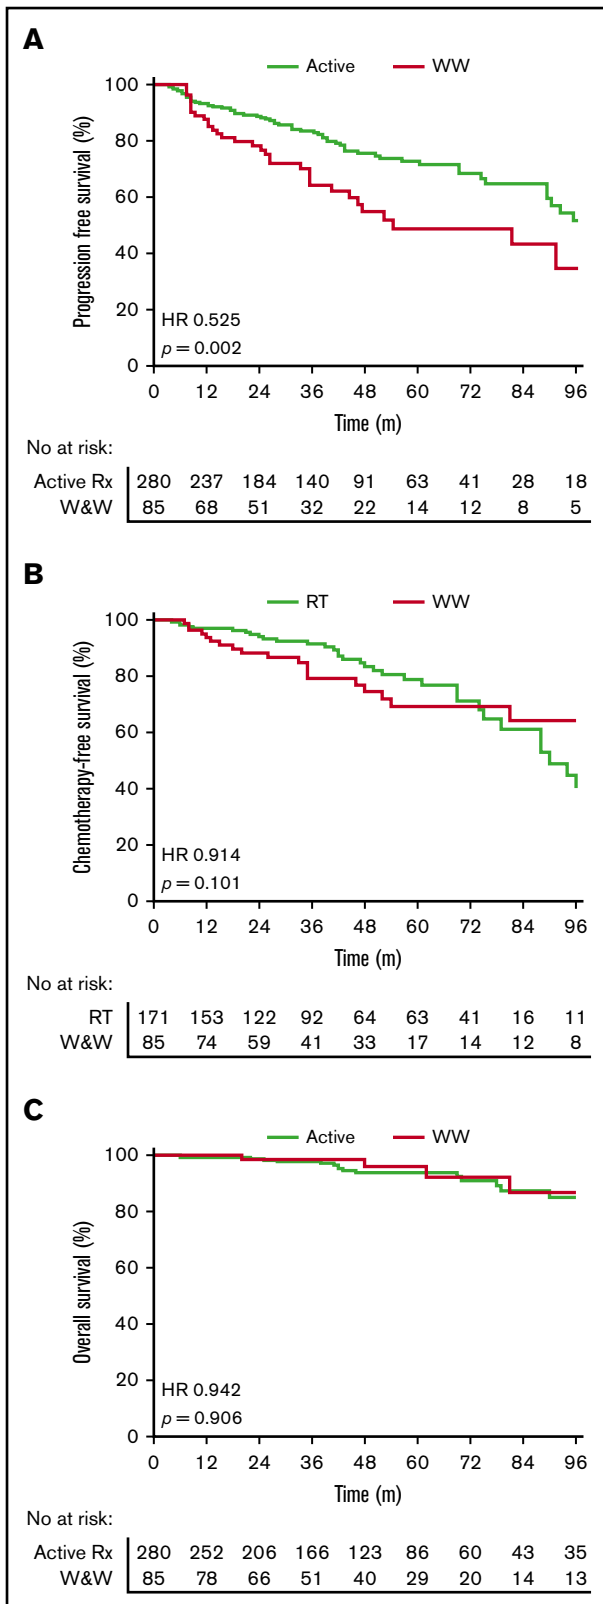 A
Active WW
Progression free survival (%)
100
80
60
40
20
0
HR 0.525
p = 0.002
0 12 24 36 48 60 72 84 96
Time (m)
No at risk:
Active Rx 280 237 184 140 91 63 41 28 18
W&W 85 68 51 32 22 14 12 8 5
B
RT WW
Chemotherapy-free survival (%)
100
80
60
40
20
0
HR 0.914
p = 0.101
0 12 24 36 48 60 72 84 96
Time (m)
No at risk:
RT 171 153 122 92 64 63 41 16 11
W&W 85 74 59 41 33 17 14 12 8
C
Active WW
Overall survival (%)
100
80
60
40
20
0
HR 0.942
p = 0.906
0 12 24 36 48 60 72 84 96
Time (m)
No at risk:
Active Rx 280 252 206 166 123 86 60 43 35
W&W 85 78 66 51 40 29 20 14 13